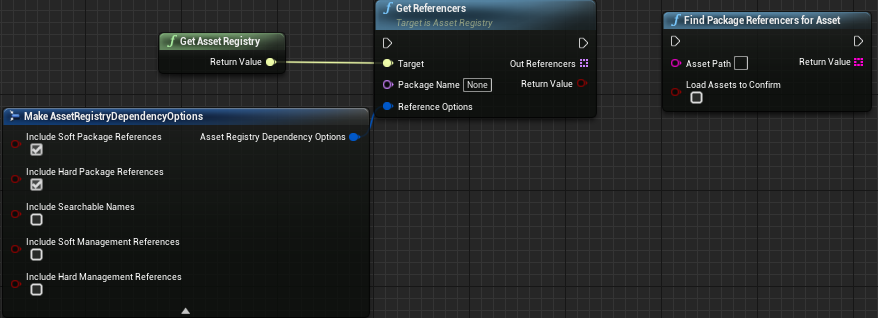 Get Asset Registry
Return Value
Get Referencers
Target is Asset Registry
Target
Out Referencers
Package Name
None
Return Value
Reference Options
Find Package Referencers for Asset
Asset Path
Return Value
Load Assets to Confirm
Make AssetRegistryDependencyOptions
Include Soft Package References
Asset Registry Dependency Options
Include Hard Package References
Include Searchable Names
Include Soft Management References
Include Hard Management References